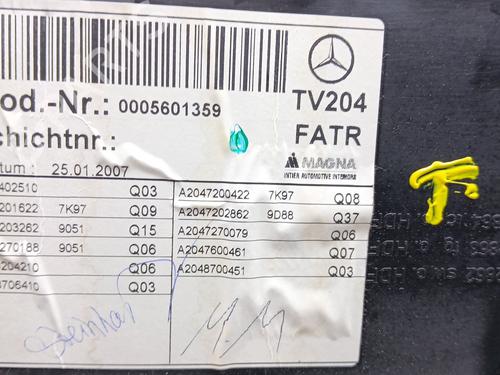 od.-Nr.: 0005601359
TV204
chichtnr.:
FATR
MAGNA
INTIER AUTOMOTIVE INTERIORS
tum : 25.01.2007
402510 Q03
201622 7K97 Q09
203262 9051 Q15
270188 9051 Q06
204210 Q06
8706410 Q03
A2047200422 7K97 Q08
A2047202862 9D88 Q37
A2047270079 Q06
A2047600461 Q07
A2048700451 Q03
F